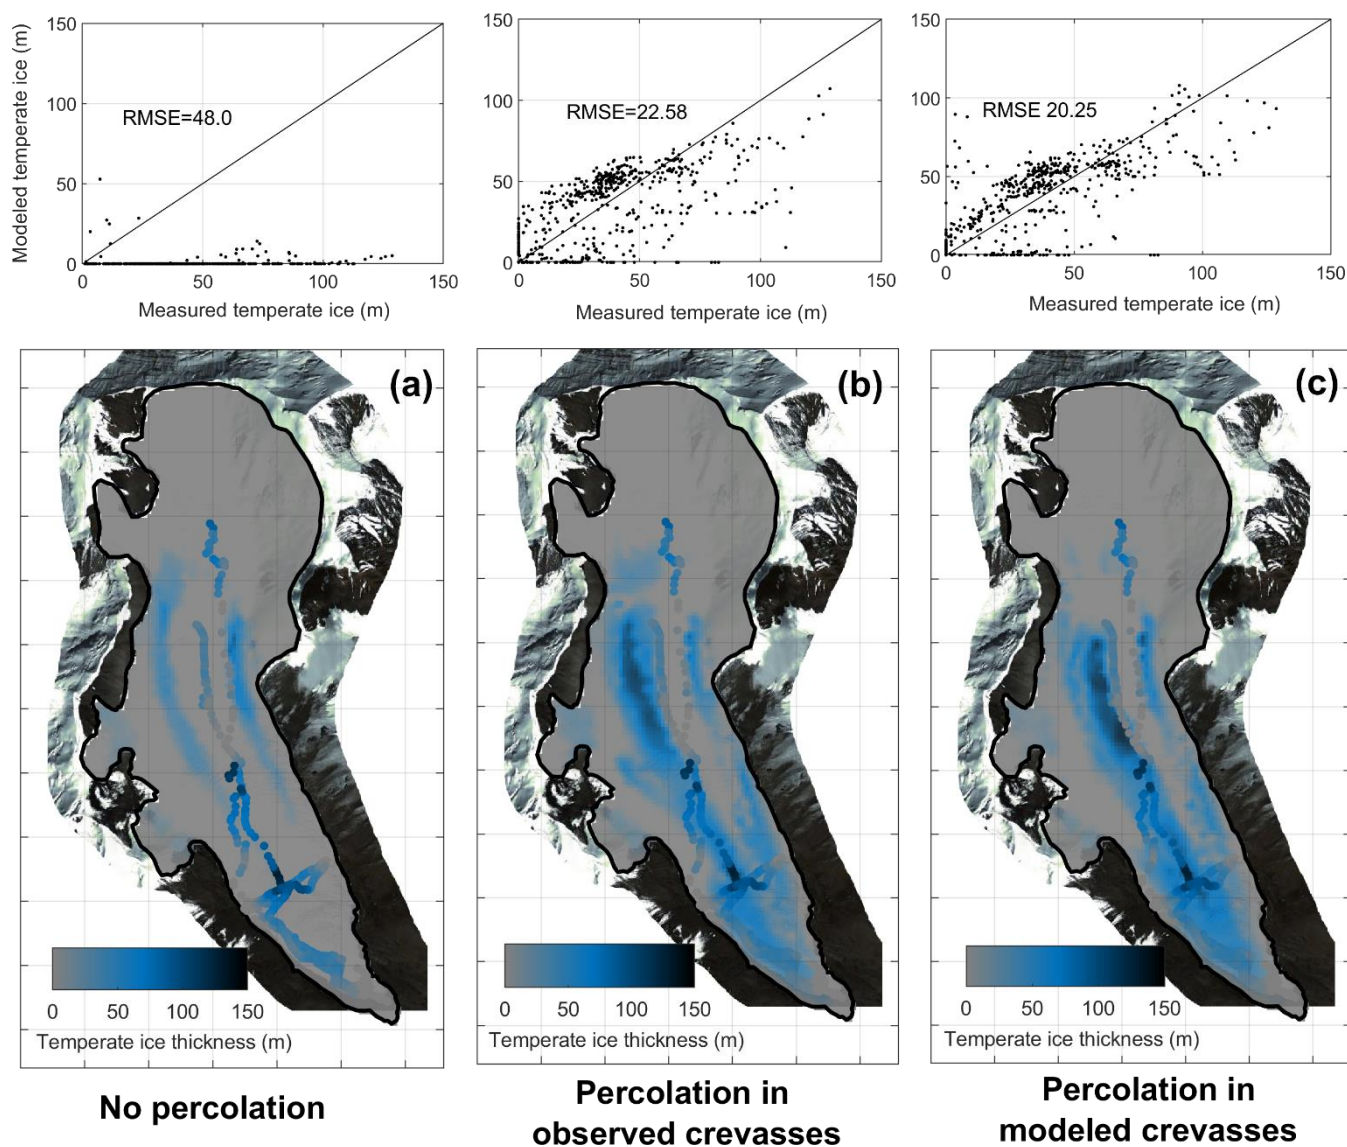 150
100
50
0
0
50
100
150
Modeled temperate ice (m)
RMSE=48.0
Measured temperate ice (m)
150
100
50
0
0
50
100
150
RMSE=22.58
Measured temperate ice (m)
150
100
50
0
0
50
100
150
RMSE 20.25
Measured temperate ice (m)
(a)
0 50 100 150
Temperate ice thickness (m)
(b)
0 50 100 150
Temperate ice thickness (m)
(c)
0 50 100 150
Temperate ice thickness (m)
No percolation
Percolation in
observed crevasses
Percolation in
modeled crevasses